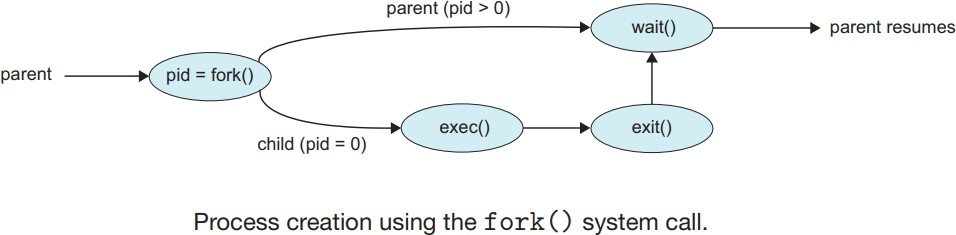 parent (pid > 0)
parent
pid = fork()
wait()
parent resumes
child (pid = 0)
exec()
exit()
Process creation using the fork() system call.